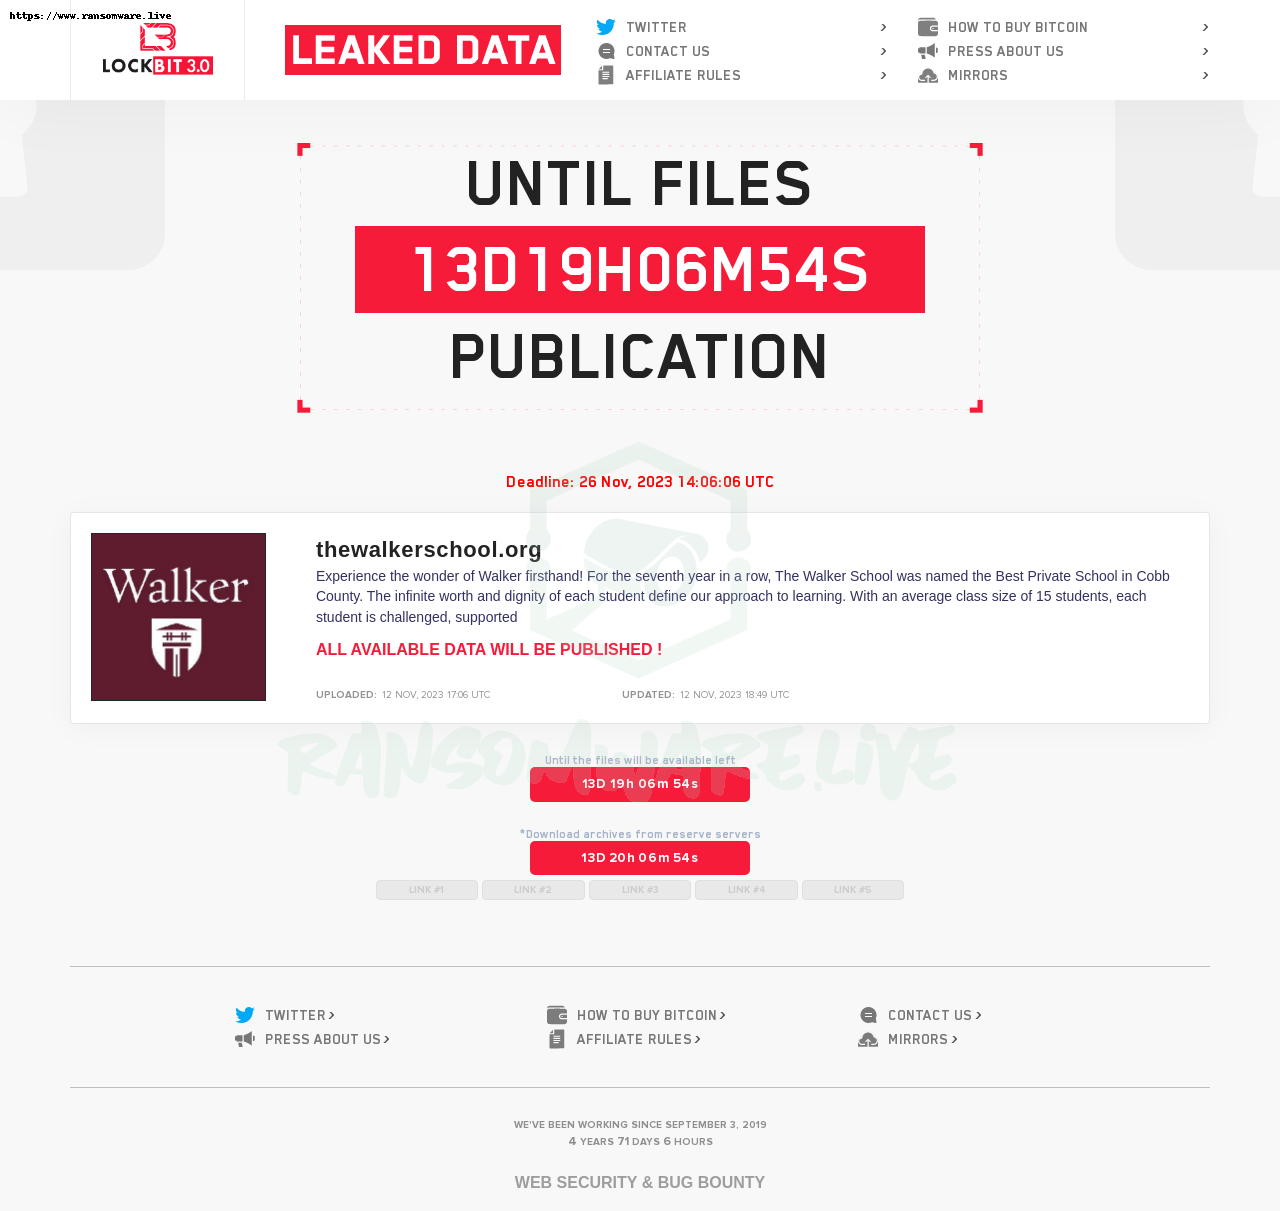 https://www.ransomware.live
LOCKBIT 3.0
LEAKED DATA
TWITTER >
CONTACT US >
AFFILIATE RULES >
HOW TO BUY BITCOIN >
PRESS ABOUT US >
MIRRORS >
UNTIL FILES
13D19H06M54S
PUBLICATION
Deadline: 26 Nov, 2023 14:06:06 UTC
Walker
thewalkerschool.org
Experience the wonder of Walker firsthand! For the seventh year in a row, The Walker School was named the Best Private School in Cobb
County. The infinite worth and dignity of each student define our approach to learning. With an average class size of 15 students, each
student is challenged, supported
ALL AVAILABLE DATA WILL BE PUBLISHED !
UPLOADED: 12 NOV, 2023 17:06 UTC UPDATED: 12 NOV, 2023 18:49 UTC
RANSOMWARE.LIVE
Until the files will be available left
13D 19h 06m 54s
*Download archives from reserve servers
13D 20h 06m 54s
LINK #1 LINK #2 LINK #3 LINK #4 LINK #5
TWITTER > HOW TO BUY BITCOIN > CONTACT US >
PRESS ABOUT US > AFFILIATE RULES > MIRRORS >
WE'VE BEEN WORKING SINCE SEPTEMBER 3, 2019
4 YEARS 71 DAYS 6 HOURS
WEB SECURITY & BUG BOUNTY